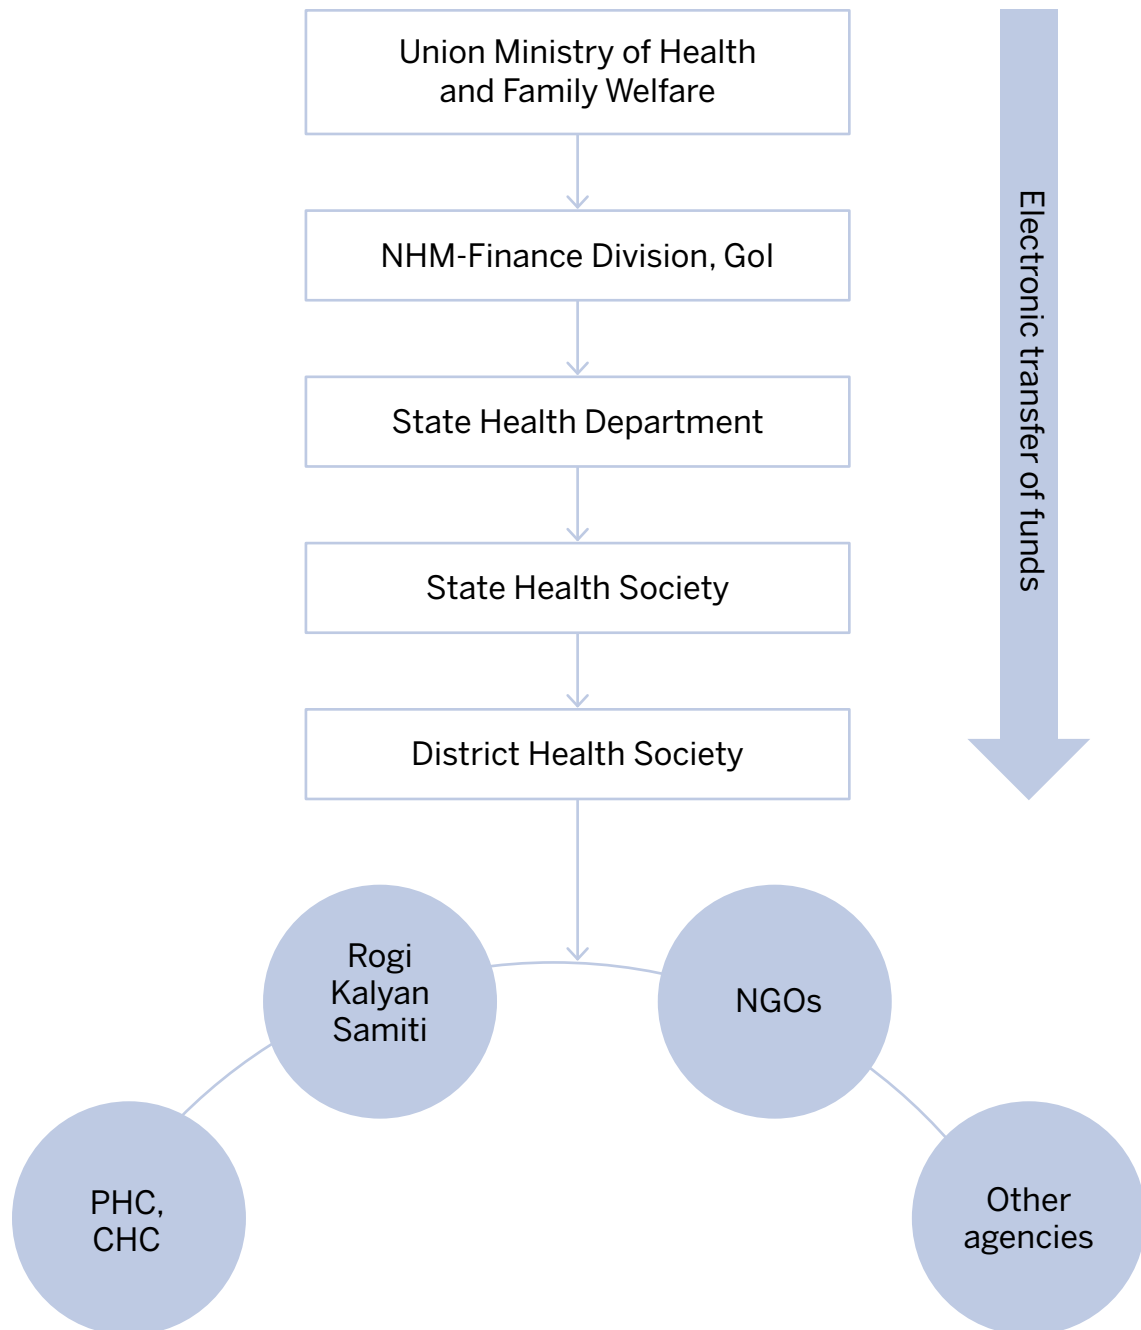 Union Ministry of Health
and Family Welfare
NHM-Finance Division, GoI
State Health Department
State Health Society
District Health Society
Electronic transfer of funds
Rogi
Kalyan
Samiti
NGOs
PHC,
CHC
Other
agencies